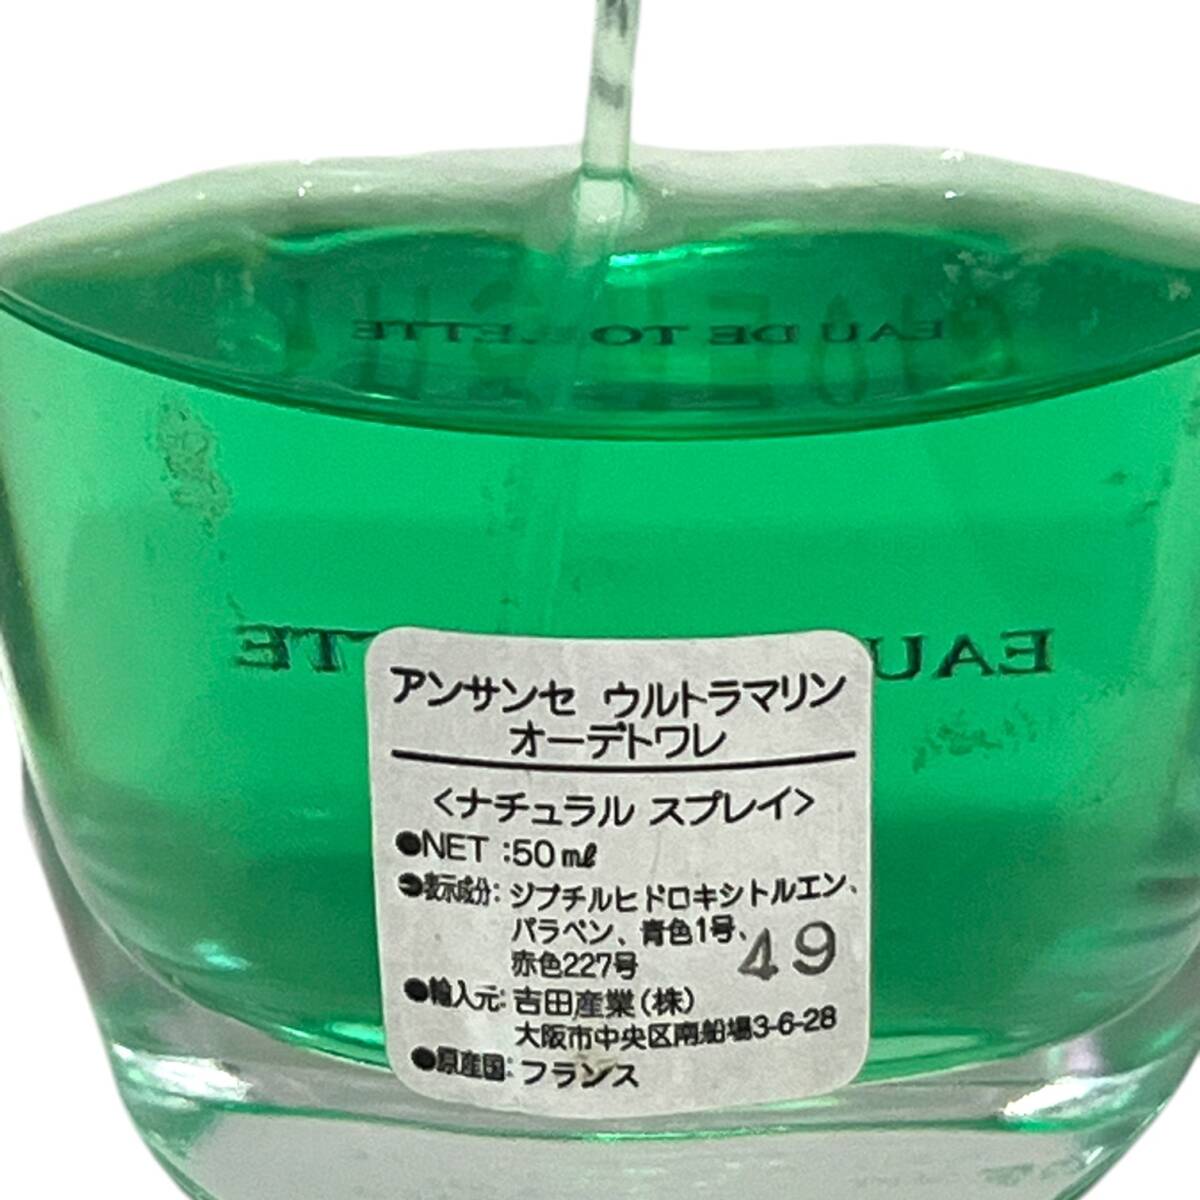 EAU DE TOILETTE
EAU
TTE
アンサンセ ウルトラマリン
オーデトワレ
<ナチュラル スプレイ>
●NET :50㎖
●表示成分: ジブチルヒドロキシトルエン、
パラベン、青色1号、
赤色227号
49
●輸入元: 吉田産業(株)
大阪市中央区南船場3-6-28
●原産国: フランス